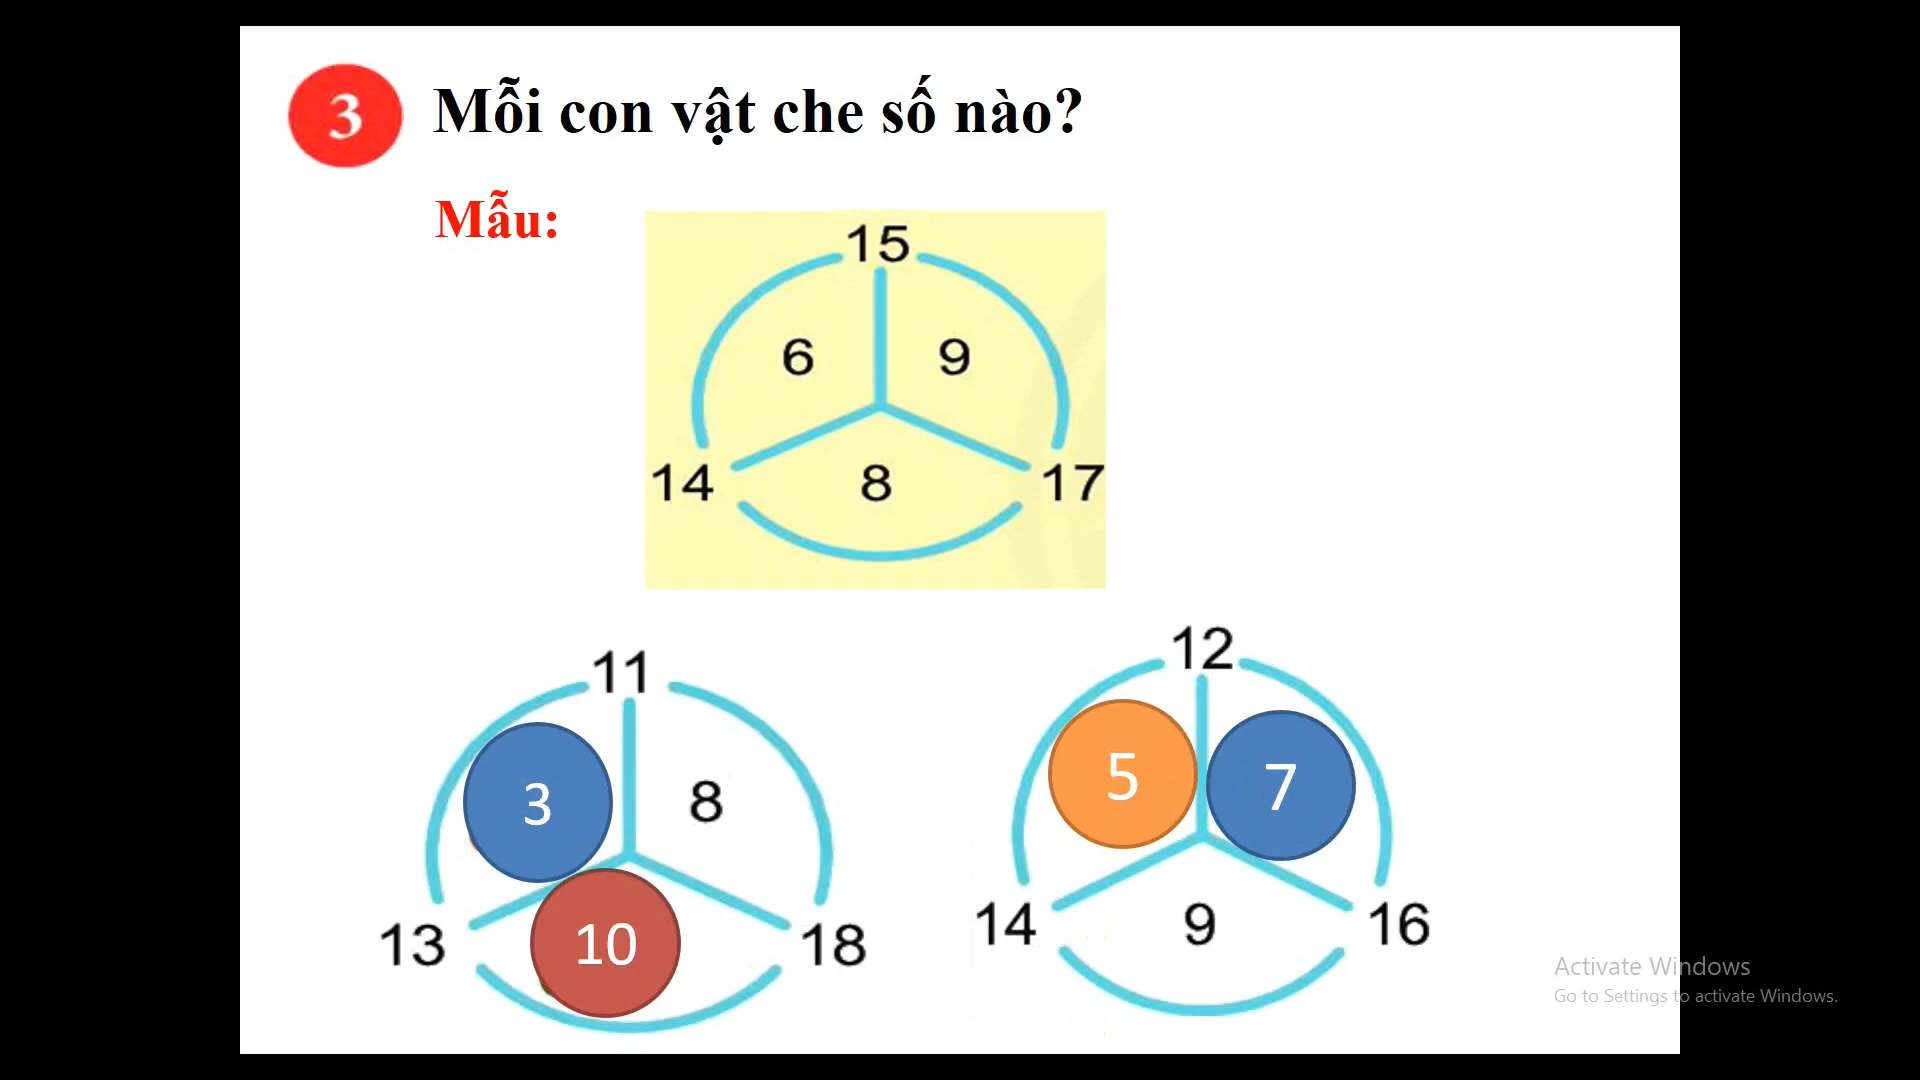 3 Mỗi con vật che số nào?
Mẫu:
15
6 9
14 8 17
11
3 8
13 10 18
12
5 7
14 9 16
Activate Windows
Go to Settings to activate Windows.